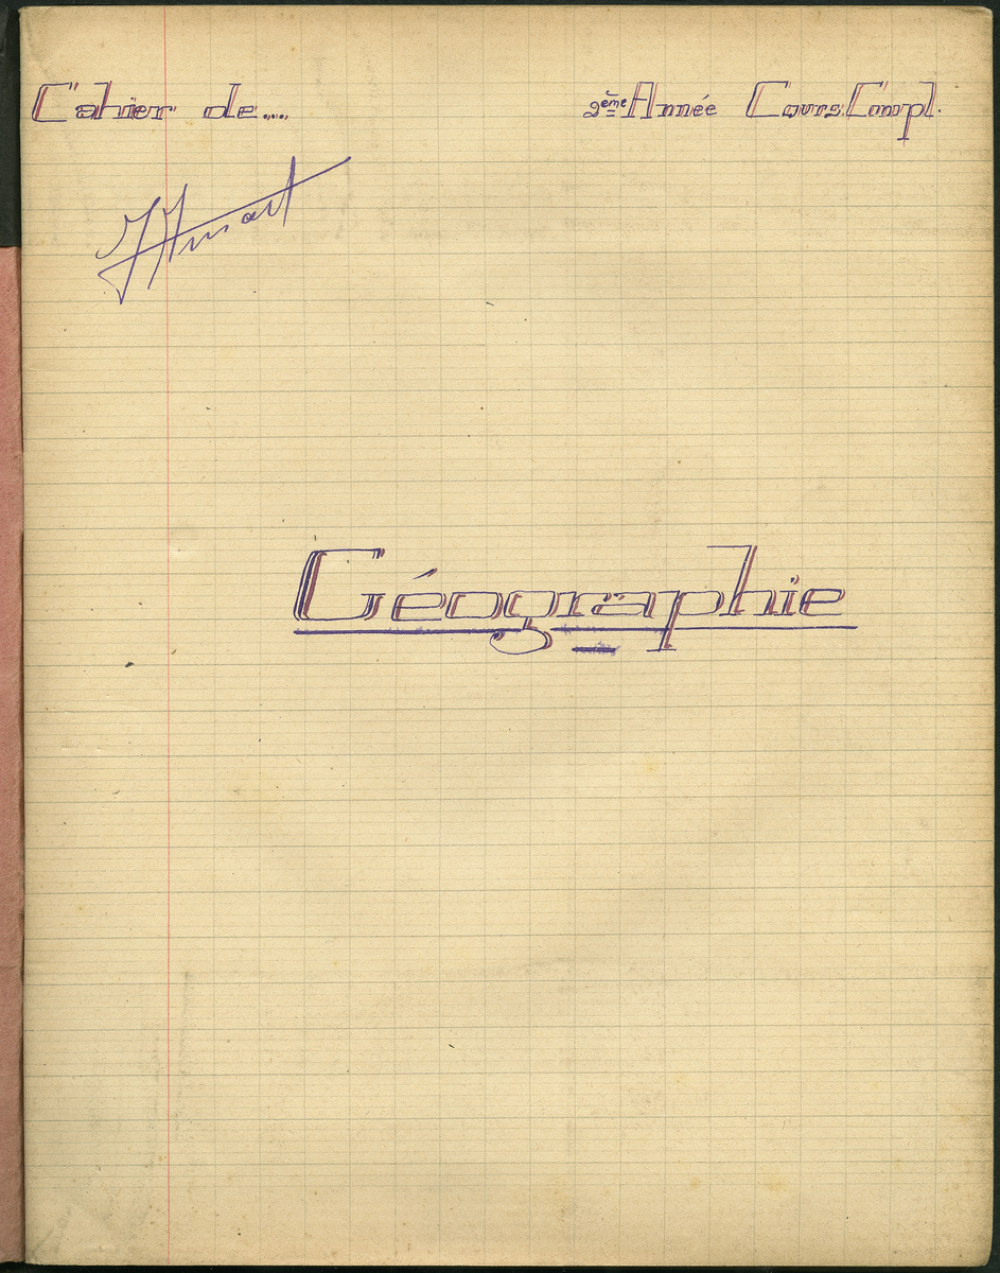 Cahier de....
2ème Année Cours. Compl.
Géographie